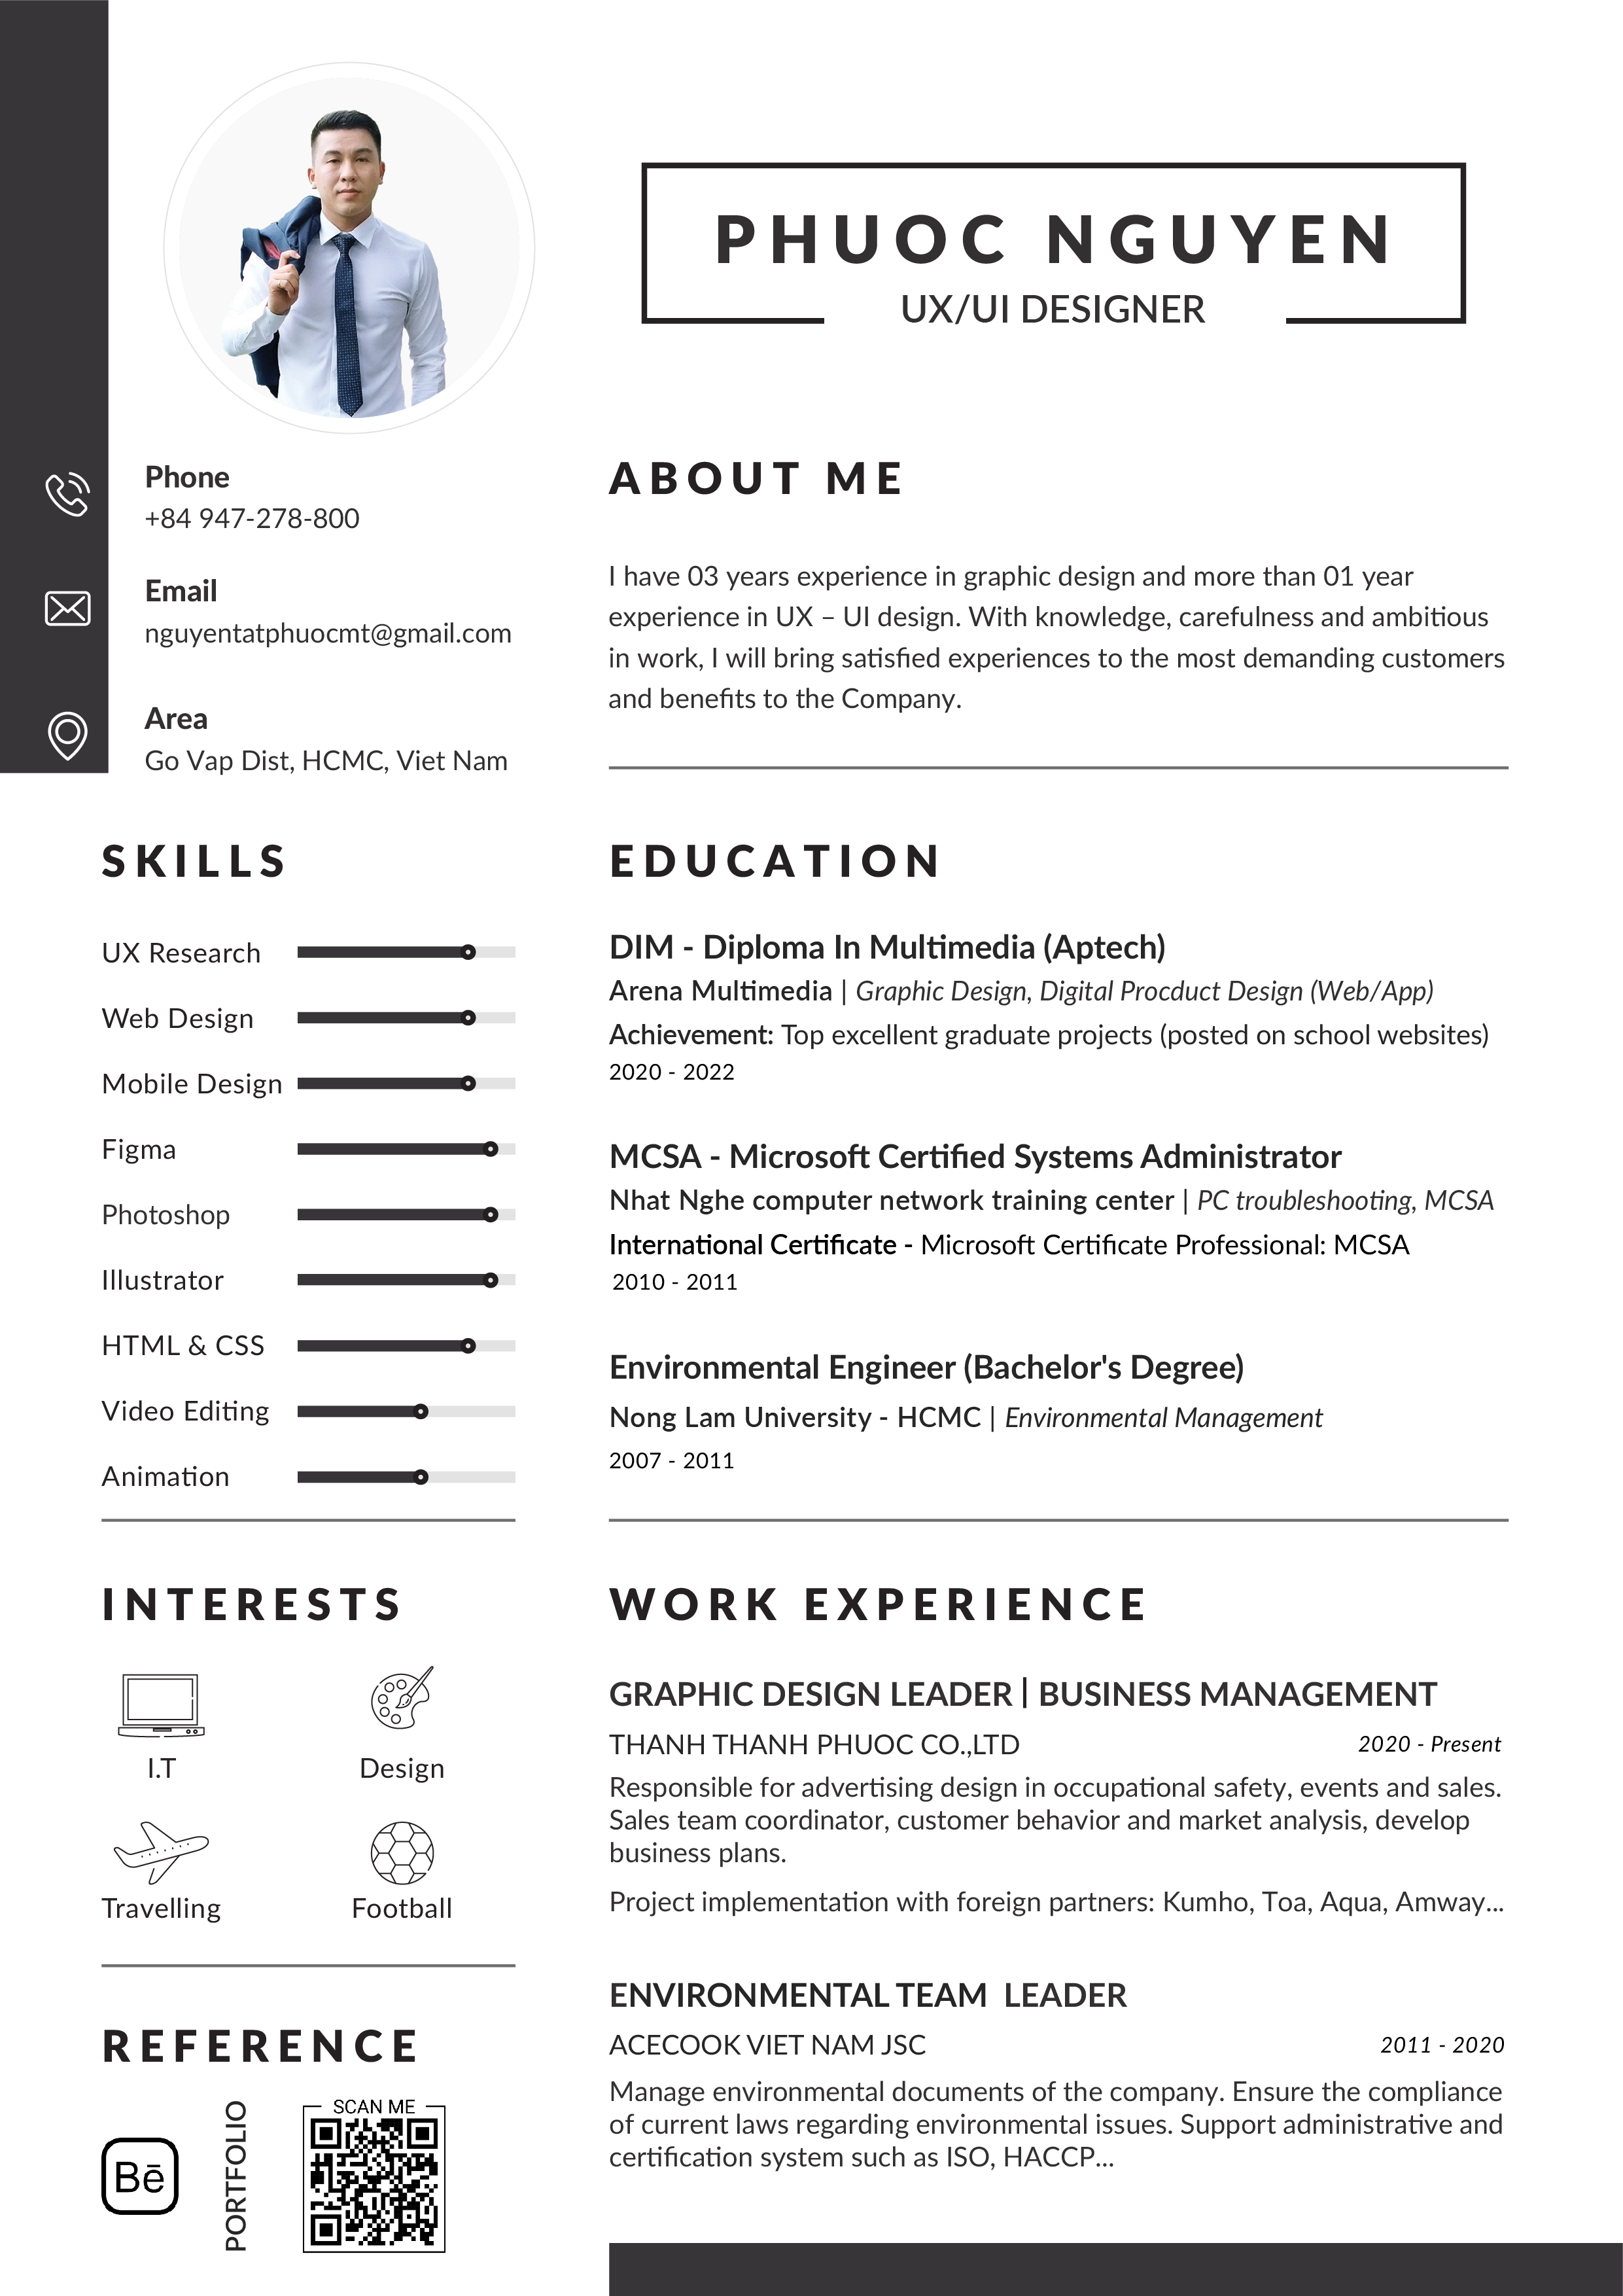 PHUOC NGUYEN
UX/UI DESIGNER
Phone
+84 947-278-800
Email
nguyentatphuocmt@gmail.com
Area
Go Vap Dist, HCMC, Viet Nam
ABOUT ME
I have 03 years experience in graphic design and more than 01 year
experience in UX – UI design. With knowledge, carefulness and ambitious
in work, I will bring satisfied experiences to the most demanding customers
and benefits to the Company.
SKILLS
UX Research
Web Design
Mobile Design
Figma
Photoshop
Illustrator
HTML & CSS
Video Editing
Animation
EDUCATION
DIM - Diploma In Multimedia (Aptech)
Arena Multimedia | Graphic Design, Digital Procduct Design (Web/App)
Achievement: Top excellent graduate projects (posted on school websites)
2020 - 2022
MCSA - Microsoft Certified Systems Administrator
Nhat Nghe computer network training center | PC troubleshooting, MCSA
International Certificate - Microsoft Certificate Professional: MCSA
2010 - 2011
Environmental Engineer (Bachelor's Degree)
Nong Lam University - HCMC | Environmental Management
2007 - 2011
INTERESTS
I.T
Design
Travelling
Football
REFERENCE
Bē
PORTFOLIO
SCAN ME
WORK EXPERIENCE
GRAPHIC DESIGN LEADER | BUSINESS MANAGEMENT
THANH THANH PHUOC CO.,LTD 2020 - Present
Responsible for advertising design in occupational safety, events and sales.
Sales team coordinator, customer behavior and market analysis, develop
business plans.
Project implementation with foreign partners: Kumho, Toa, Aqua, Amway...
ENVIRONMENTAL TEAM LEADER
ACECOOK VIET NAM JSC 2011 - 2020
Manage environmental documents of the company. Ensure the compliance
of current laws regarding environmental issues. Support administrative and
certification system such as ISO, HACCP...